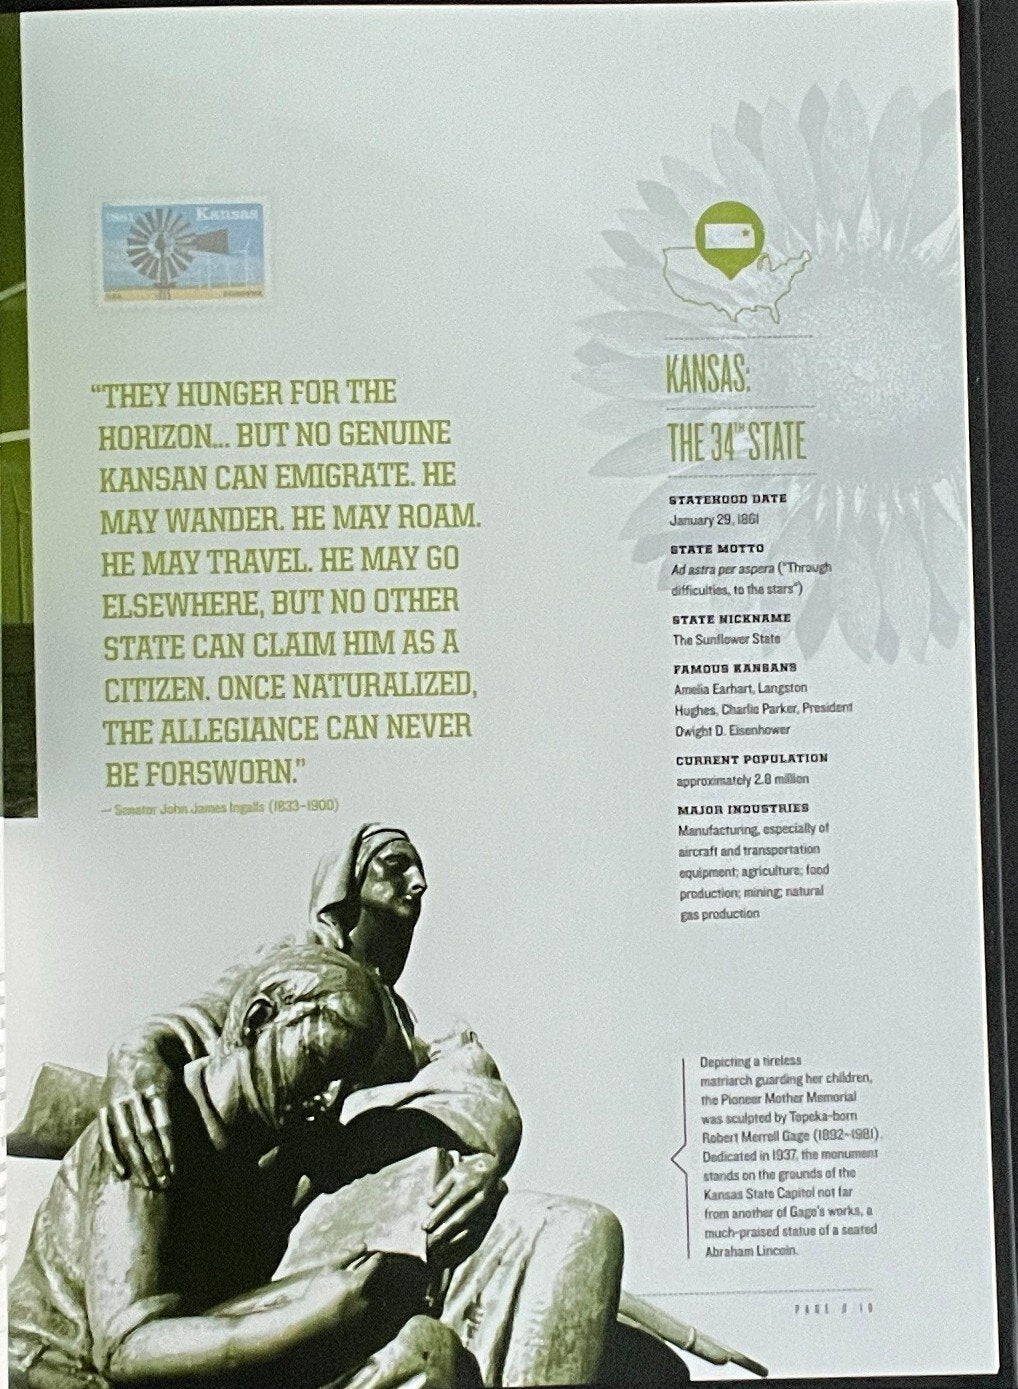 1861 Kansas
USA
"THEY HUNGER FOR THE
HORIZON... BUT NO GENUINE
KANSAN CAN EMIGRATE. HE
MAY WANDER. HE MAY ROAM.
HE MAY TRAVEL. HE MAY GO
ELSEWHERE, BUT NO OTHER
STATE CAN CLAIM HIM AS A
CITIZEN. ONCE NATURALIZED,
THE ALLEGIANCE CAN NEVER
BE FORSWORN."
— Senator John James Ingalls (1833–1900)
KANSAS:
THE 34TH STATE
STATEHOOD DATE
January 29, 1861
STATE MOTTO
Ad astra per aspera ("Through
difficulties, to the stars")
STATE NICKNAME
The Sunflower State
FAMOUS KANSANS
Amelia Earhart, Langston
Hughes, Charlie Parker, President
Dwight D. Eisenhower
CURRENT POPULATION
approximately 2.8 million
MAJOR INDUSTRIES
Manufacturing, especially of
aircraft and transportation
equipment; agriculture; food
production; mining; natural
gas production
Depicting a tireless
matriarch guarding her children,
the Pioneer Mother Memorial
was sculpted by Topeka-born
Robert Merrell Gage (1892–1981).
Dedicated in 1937, the monument
stands on the grounds of the
Kansas State Capitol not far
from another of Gage's works, a
much-praised statue of a seated
Abraham Lincoln.
PAGE // 10